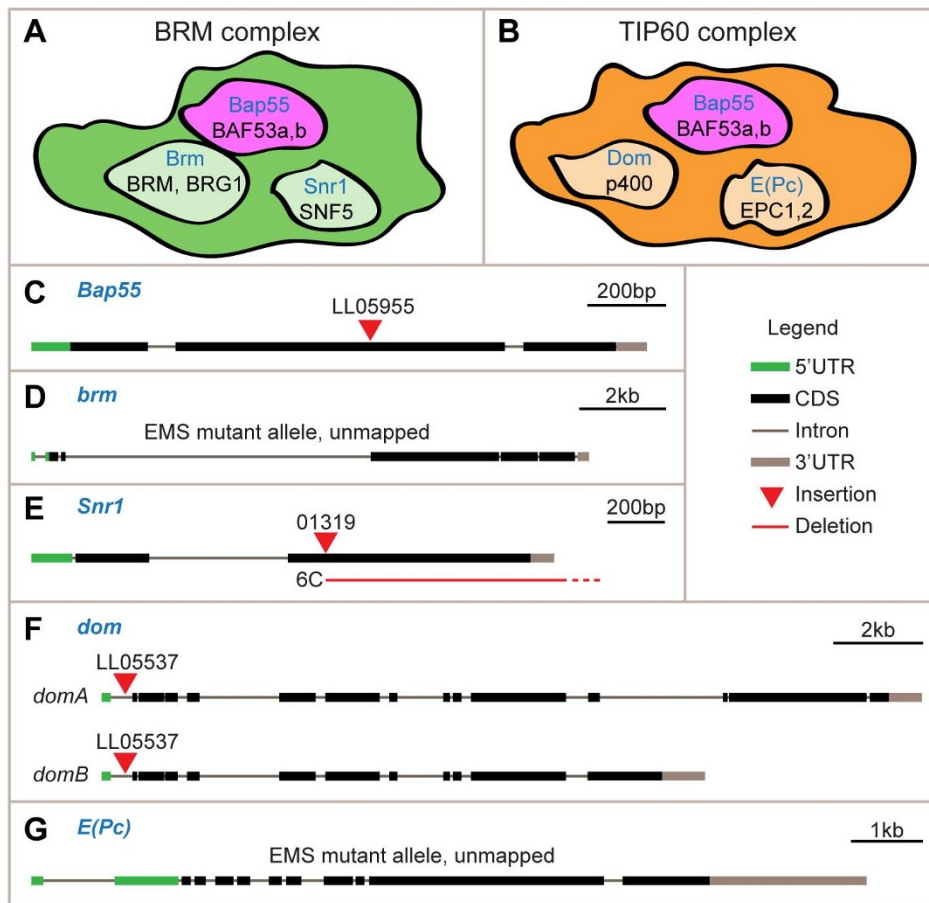 A BRM complex
Bap55
BAF53a,b
Brm
BRM, BRG1
Snr1
SNF5
B TIP60 complex
Bap55
BAF53a,b
Dom
p400
E(Pc)
EPC1,2
C Bap55
200bp
LL05955
D brm
2kb
EMS mutant allele, unmapped
E Snr1
200bp
01319
6C
Legend
5'UTR
CDS
Intron
3'UTR
Insertion
Deletion
F dom
2kb
LL05537
domA
LL05537
domB
G E(Pc)
1kb
EMS mutant allele, unmapped